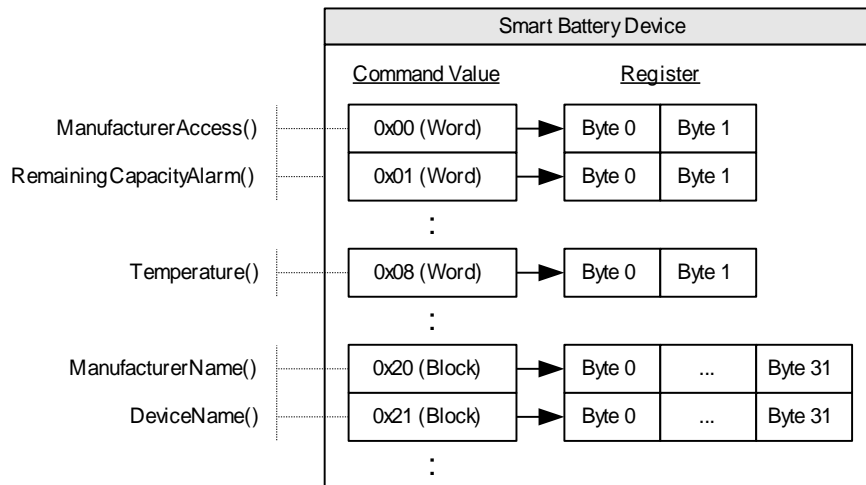 Smart Battery Device
Command Value Register
ManufacturerAccess() 0x00 (Word) Byte 0 Byte 1
RemainingCapacityAlarm() 0x01 (Word) Byte 0 Byte 1
:
Temperature() 0x08 (Word) Byte 0 Byte 1
:
ManufacturerName() 0x20 (Block) Byte 0 ... Byte 31
DeviceName() 0x21 (Block) Byte 0 ... Byte 31
: